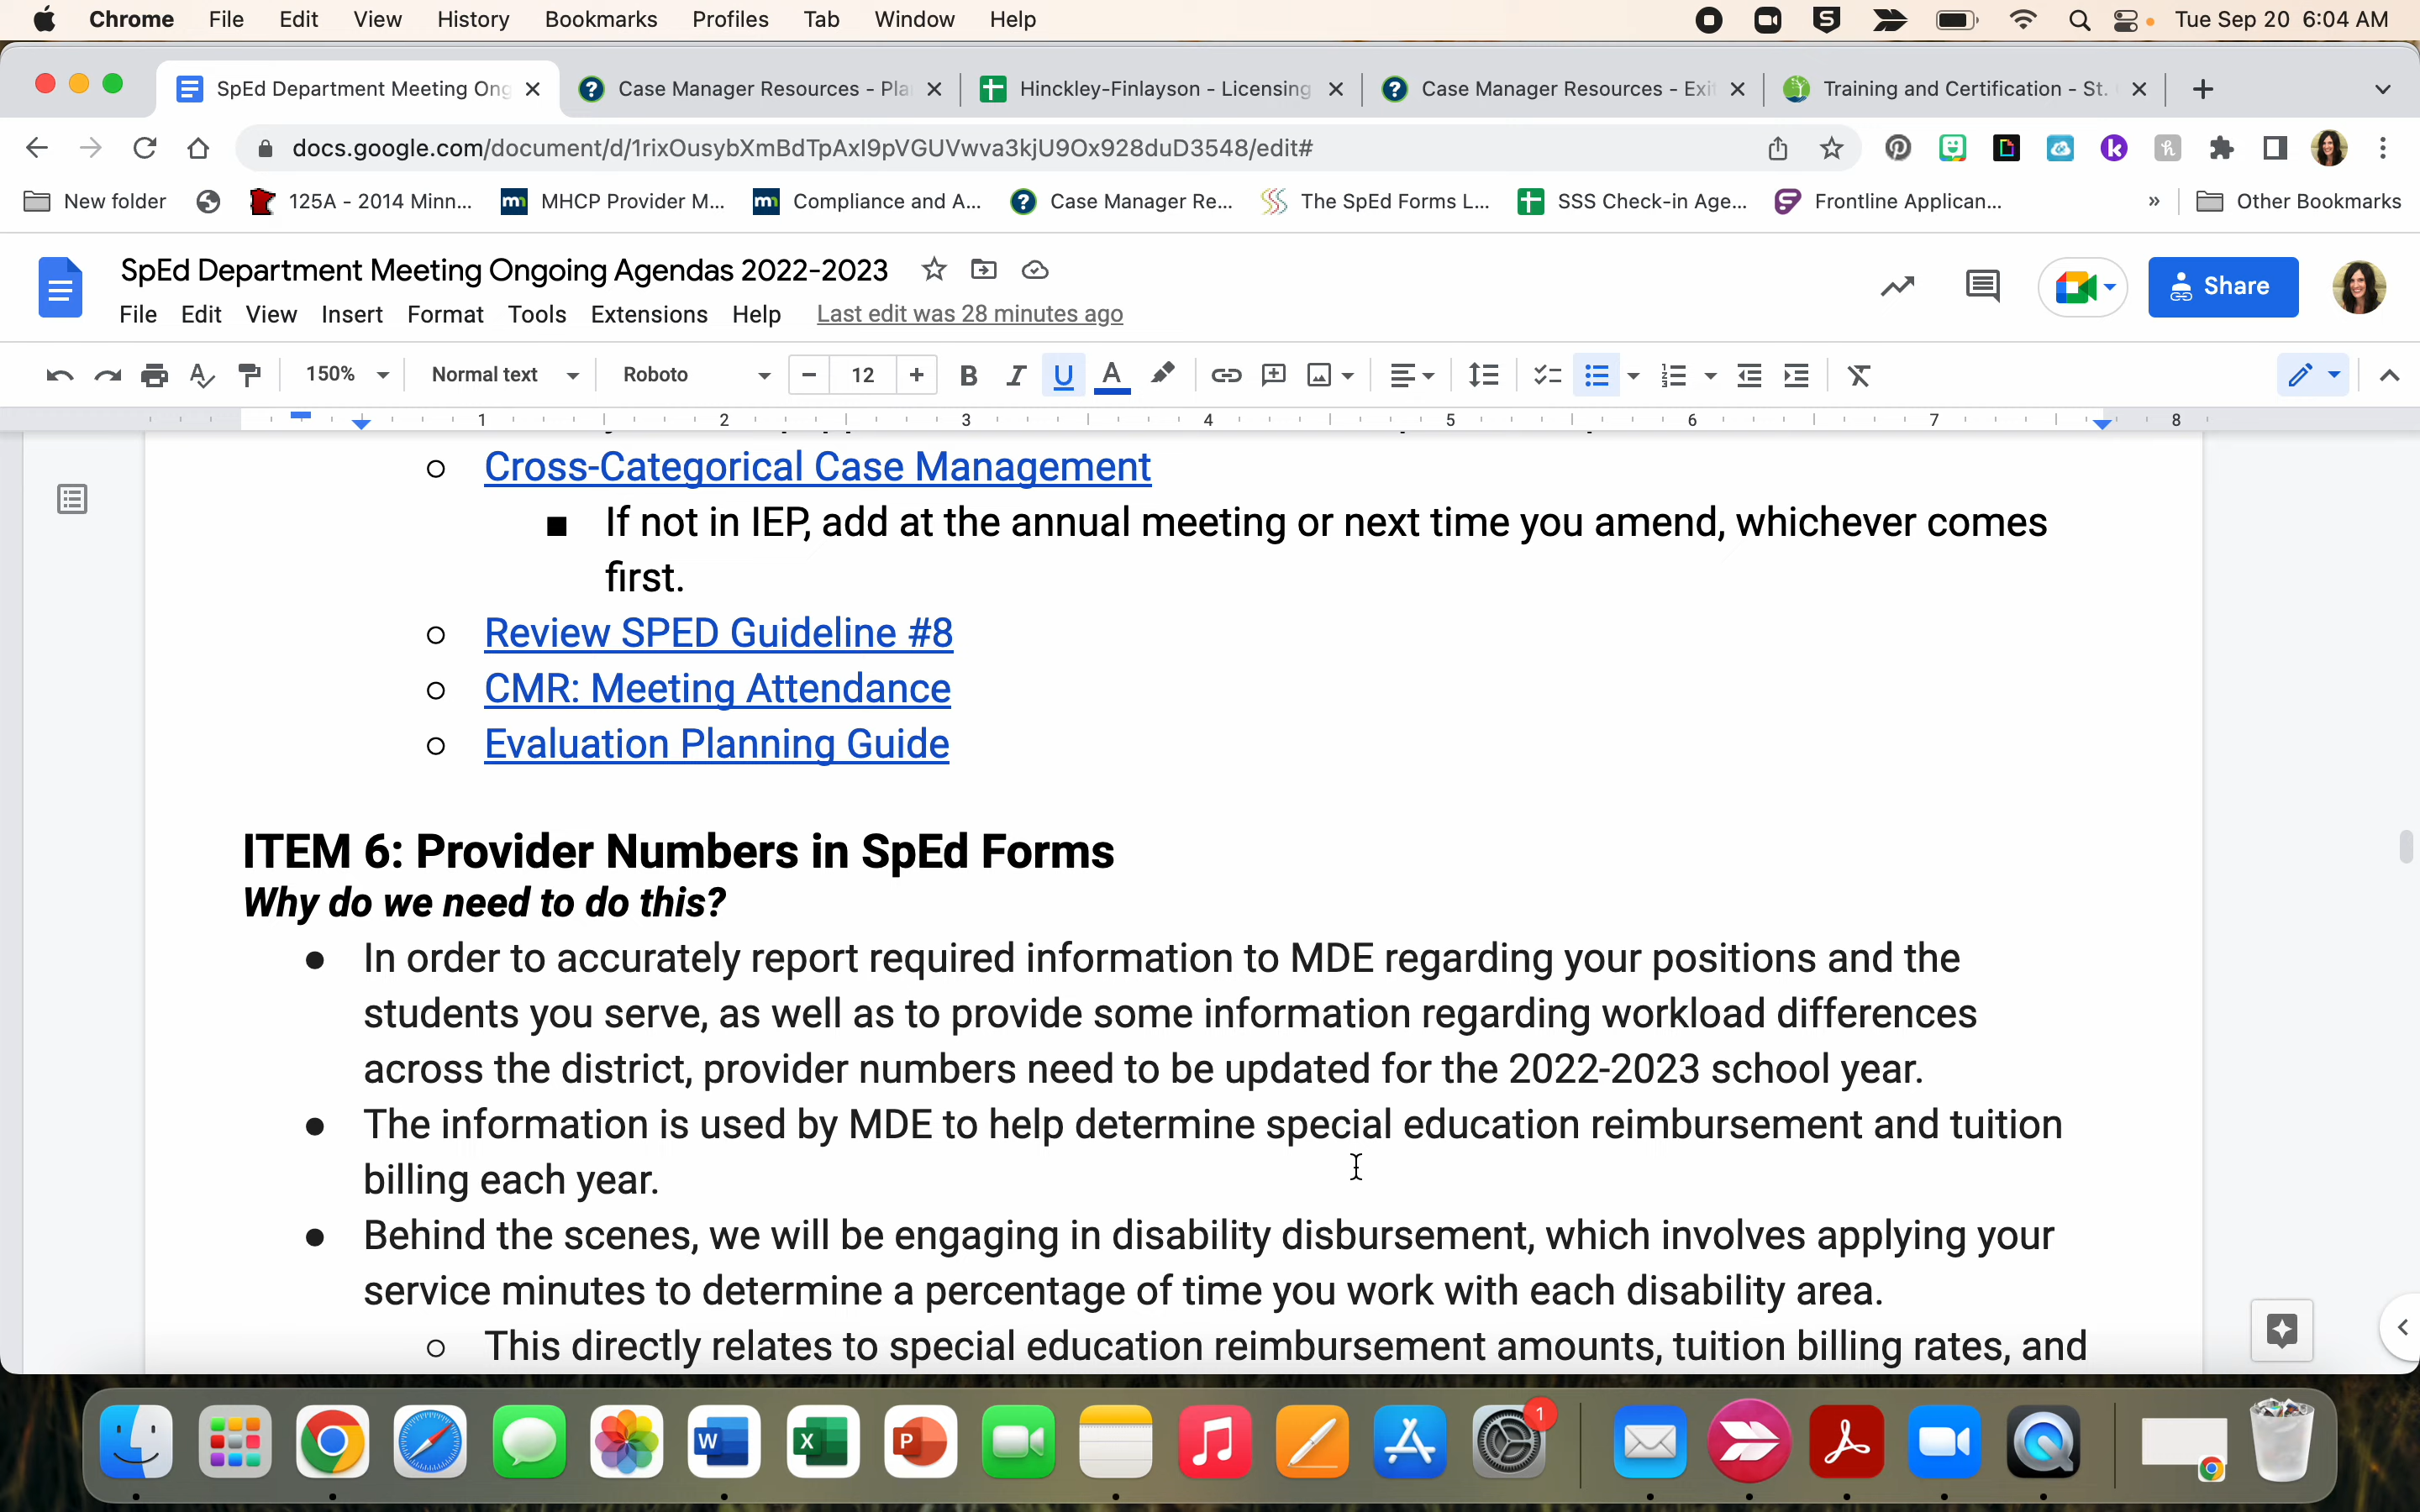 Chrome File Edit View History Bookmarks Profiles Tab Window Help Tue Sep 20 6:04 AM
SpEd Department Meeting Ong Case Manager Resources - Pla Hinckley-Finlayson - Licensing Case Manager Resources - Exi Training and Certification - St.
docs.google.com/document/d/1rixOusybXmBdTpAxI9pVGUVwva3kjU9Ox928duD3548/edit#
New folder 125A - 2014 Minn... MHCP Provider M... Compliance and A... Case Manager Re... The SpEd Forms L... SSS Check-in Age... Frontline Applican... » Other Bookmarks
SpEd Department Meeting Ongoing Agendas 2022-2023
Share
File Edit View Insert Format Tools Extensions Help Last edit was 28 minutes ago
150% Normal text Roboto 12
1 2 3 4 5 6 7 8
Cross-Categorical Case Management
If not in IEP, add at the annual meeting or next time you amend, whichever comes
first.
Review SPED Guideline #8
CMR: Meeting Attendance
Evaluation Planning Guide
ITEM 6: Provider Numbers in SpEd Forms
Why do we need to do this?
In order to accurately report required information to MDE regarding your positions and the
students you serve, as well as to provide some information regarding workload differences
across the district, provider numbers need to be updated for the 2022-2023 school year.
The information is used by MDE to help determine special education reimbursement and tuition
billing each year.
Behind the scenes, we will be engaging in disability disbursement, which involves applying your
service minutes to determine a percentage of time you work with each disability area.
This directly relates to special education reimbursement amounts, tuition billing rates, and
1